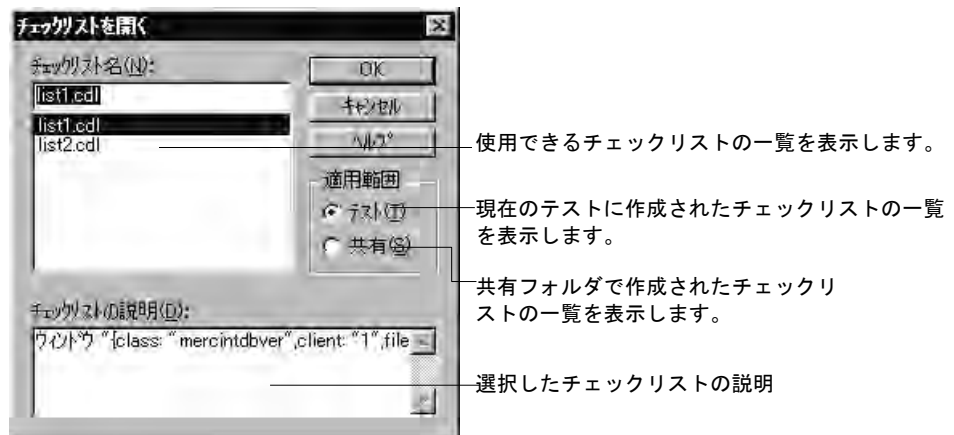 チェックリストを開く
チェックリスト名(N):
list1.cdl
list1.cdl
list2.cdl
OK
キャンセル
ヘルプ
適用範囲
テスト(T)
共有(S)
チェックリストの説明(D):
ウィンドウ "{class: "mercintdbver",client: "1",file
使用できるチェックリストの一覧を表示します。
現在のテストに作成されたチェックリストの一覧
を表示します。
共有フォルダで作成されたチェックリ
ストの一覧を表示します。
選択したチェックリストの説明